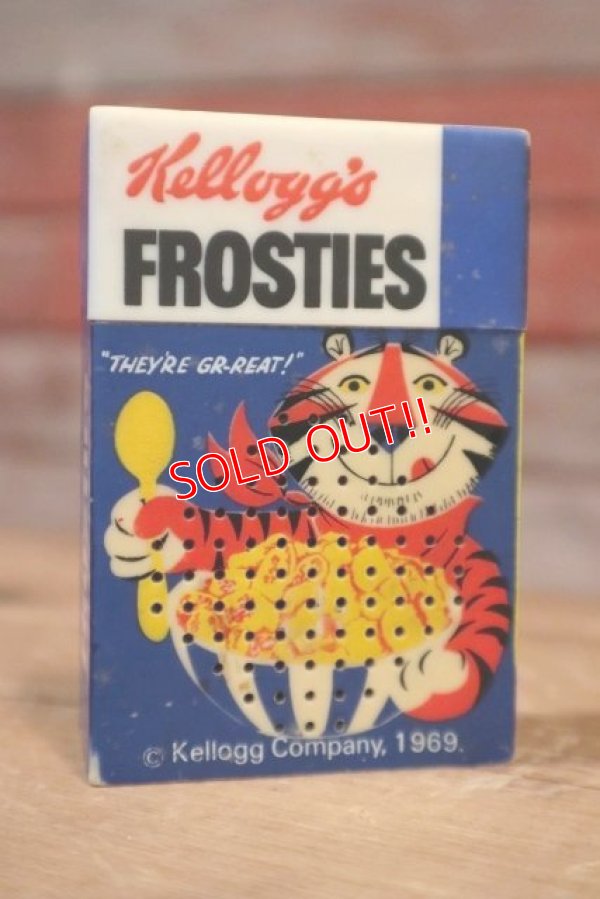 Kellogg's
FROSTIES
"THEY'RE GR-REAT!"
SOLD OUT!!
© Kellogg Company, 1969.